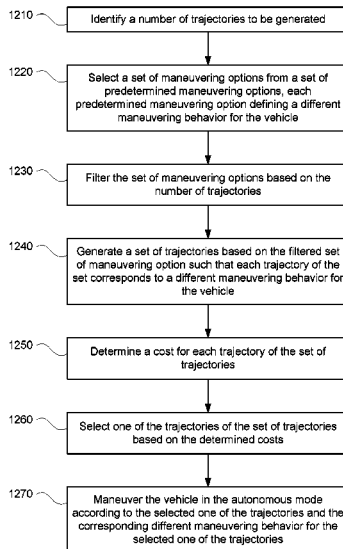 1210
Identify a number of trajectories to be generated
1220
Select a set of maneuvering options from a set of
predetermined maneuvering options, each
predetermined maneuvering option defining a different
maneuvering behavior for the vehicle
1230
Filter the set of maneuvering options based on the
number of trajectories
1240
Generate a set of trajectories based on the filtered set
of maneuvering option such that each trajectory of the
set corresponds to a different maneuvering behavior for
the vehicle
1250
Determine a cost for each trajectory of the set of
trajectories
1260
Select one of the trajectories of the set of trajectories
based on the determined costs
1270
Maneuver the vehicle in the autonomous mode
according to the selected one of the trajectories and the
corresponding different maneuvering behavior for the
selected one of the trajectories